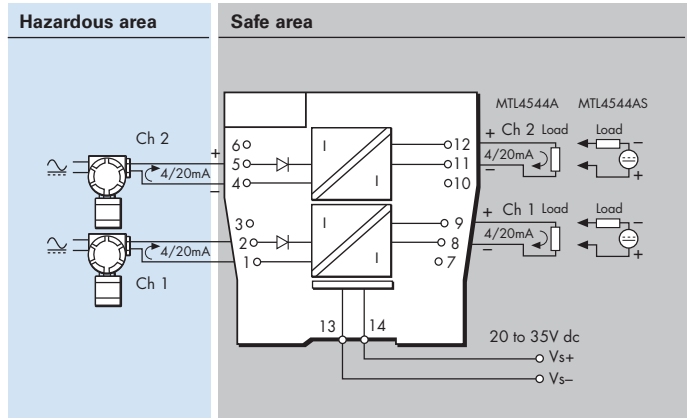 Hazardous area
Safe area
MTL4544A MTL4544AS
Ch 2
+
4/20mA
–
6
5
4
I
I
12
11
10
+ Ch 2 Load
4/20mA
–
Load
–
+
Ch 1
4/20mA
3
2
1
I
I
9
8
7
+ Ch 1 Load
4/20mA
–
Load
–
+
13 14
20 to 35V dc
Vs+
Vs–